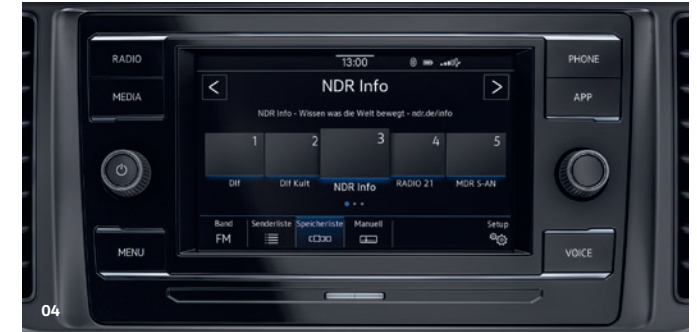 RADIO
MEDIA
MENU
13:00
< NDR Info >
NDR Info - Wissen was die Welt bewegt - ndr.de/info
1 2 3 4 5
Dlf Dlf Kult NDR Info RADIO 21 MDR S-AN
Band Senderliste Speicherliste Manuell Setup
FM
PHONE
APP
VOICE
04